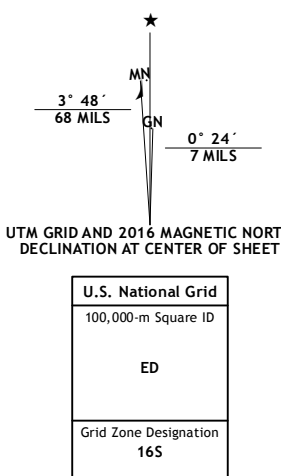 ★
MN
3° 48´
68 MILS
GN
0° 24´
7 MILS
UTM GRID AND 2016 MAGNETIC NORT
DECLINATION AT CENTER OF SHEET
U.S. National Grid
100,000-m Square ID
ED
Grid Zone Designation
16S